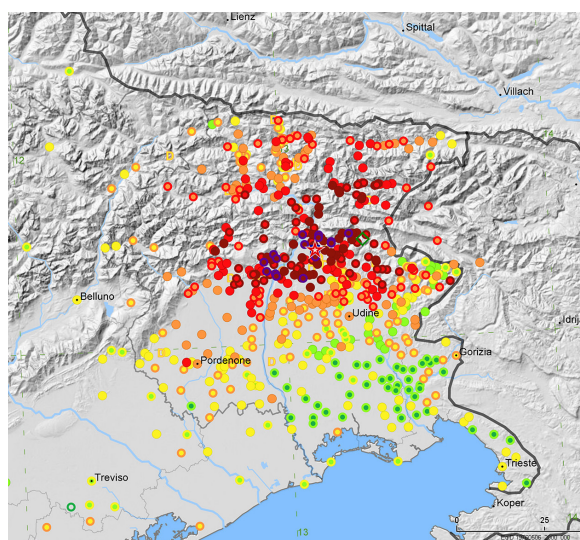 Lienz
Spittal
Villach
14
12
D
Belluno
Udine
Idrij
D
D
Pordenone
Gorizia
Treviso
Trieste
Koper
0
25
13